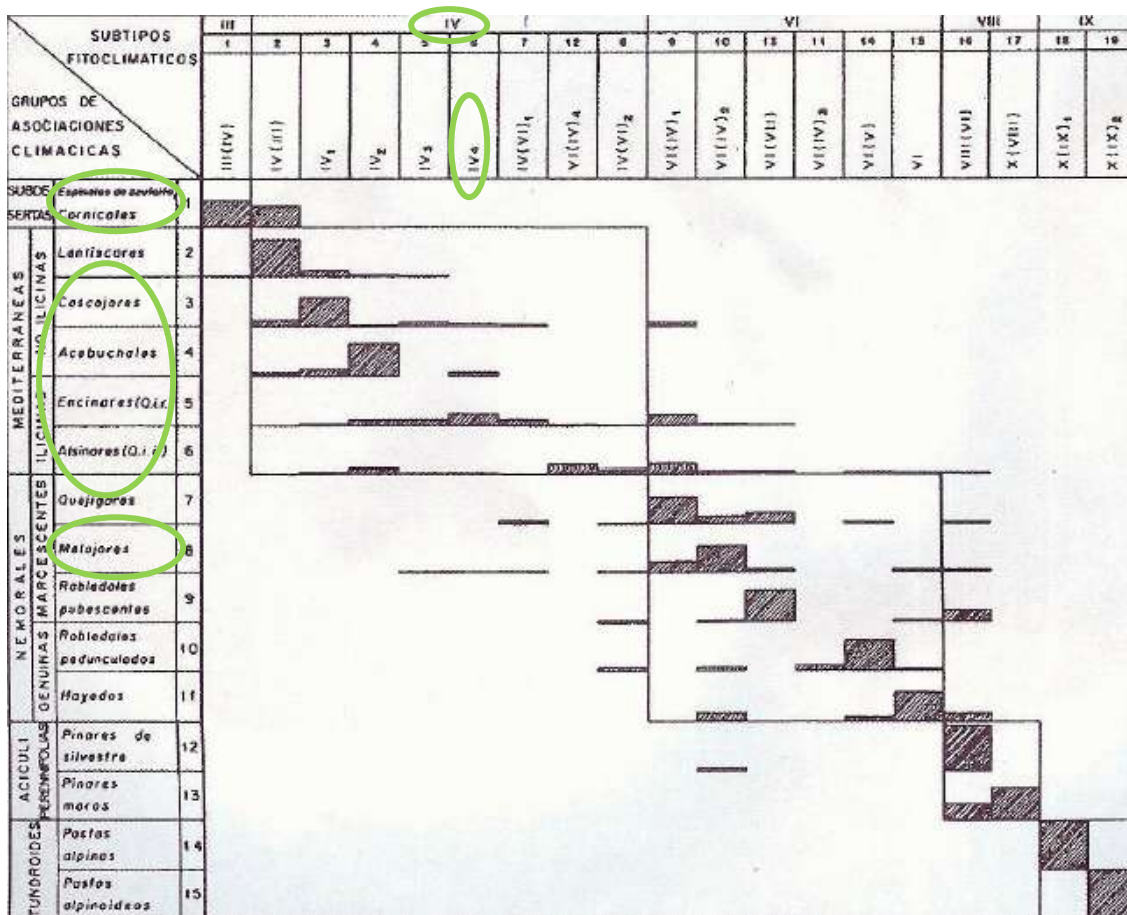 SUBTIPOS
FITOCLIMATICOS
GRUPOS DE
ASOCIACIONES
CLIMACICAS
III IV VI VIII IX
1 2 3 4 5 6 7 12 8 9 10 13 11 14 15 16 17 18 19
III(IV) IV(III) IV1 IV2 IV3 IV4 IV(VI)1 VI(IV)4 IV(VI)2 VI(IV)1 VI(IV)2 VI(VII) VI(IV)3 VI(V) VI VIII(VI) X(VIII) X(IX)1 X(IX)2
SUBDE
SERTAS
Espinales de azufaifo
Cornicales
1
MEDITERRANEAS
NO ILICINAS
Lentiscares 2
Coscojares 3
Acebuchales 4
ILICINAS
Encinares (Q.i.r. 5
Alsinares (Q.i.i.) 6
NEMORALES
MARCESCENTES
Quejigares 7
Melojares 8
Robledales
pubescentes
9
GENUINAS
Robledales
pedunculados
10
Hayedos 11
ACICULI
PERENNIFOLIAS
Pinares de
silvestre
12
Pinares
moros
13
TUNDROIDES
Pastos
alpinos
14
Pastos
alpinoideos
15